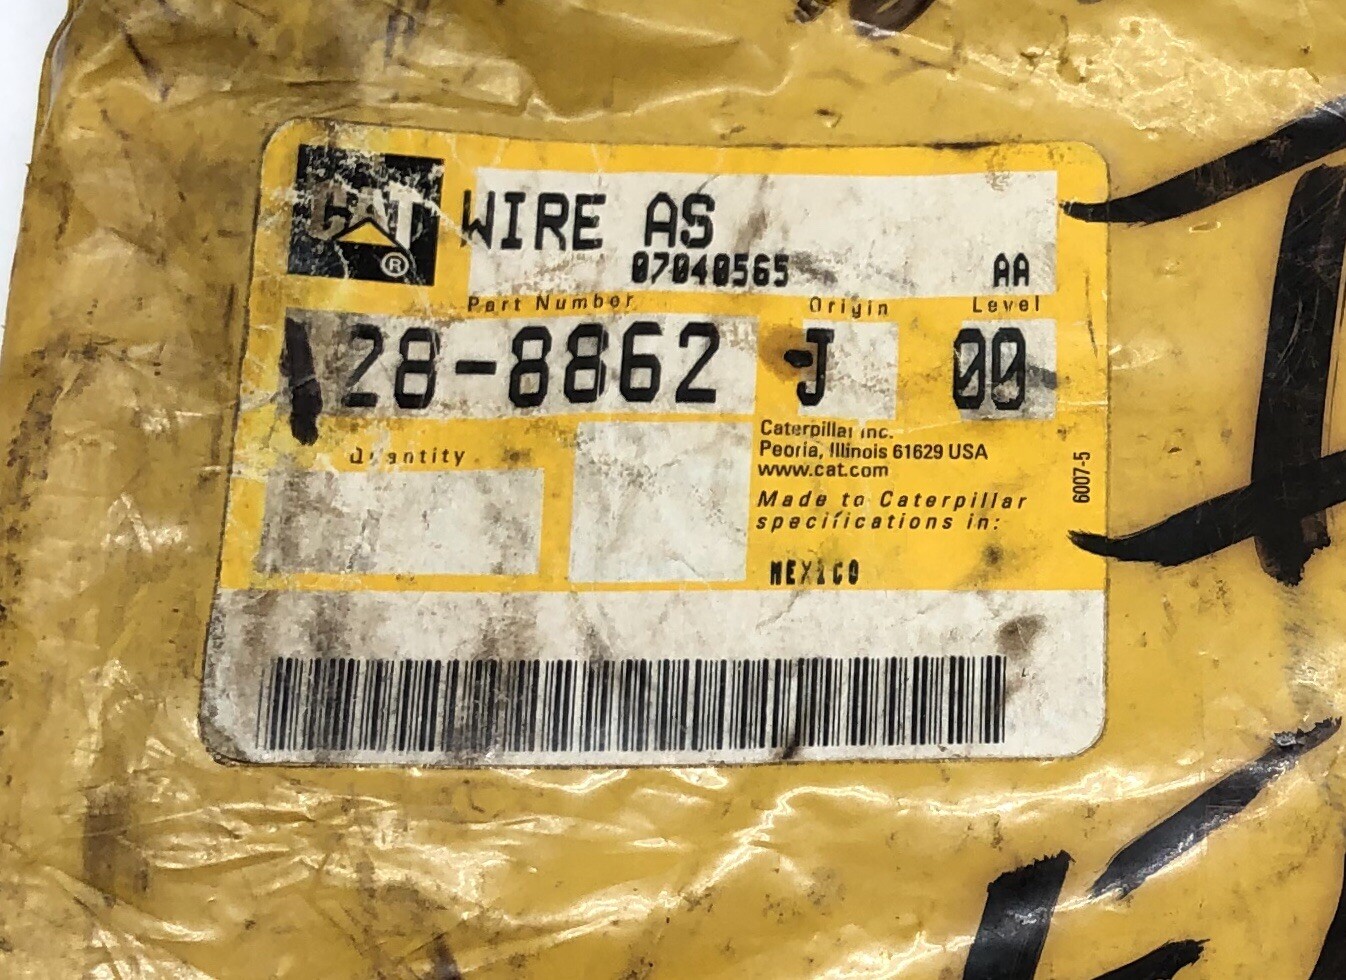 CAT ®
WIRE AS
07040565 AA
Part Number Origin Level
128-8862 J 00
Quantity
Caterpillar Inc.
Peoria, Illinois 61629 USA
www.cat.com
Made to Caterpillar
specifications in:
MEXICO
6007-5